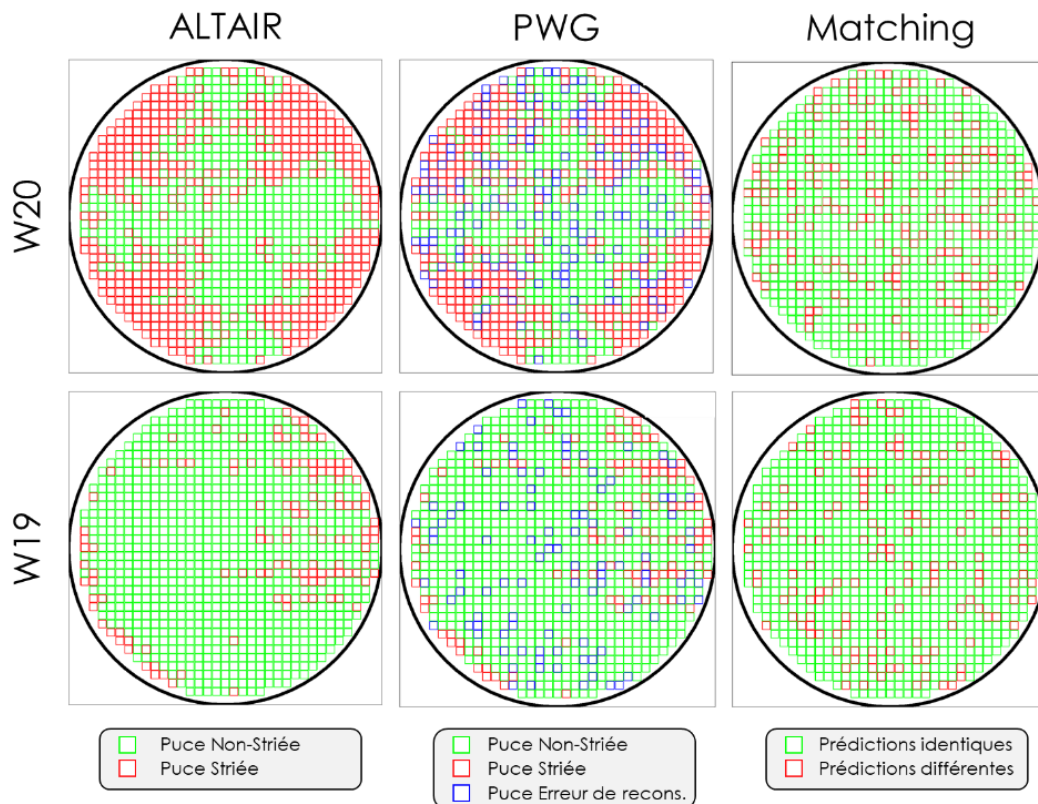 ALTAIR
PWG
Matching
W20
W19
Puce Non-Striée
Puce Striée
Puce Non-Striée
Puce Striée
Puce Erreur de recons.
Prédictions identiques
Prédictions différentes